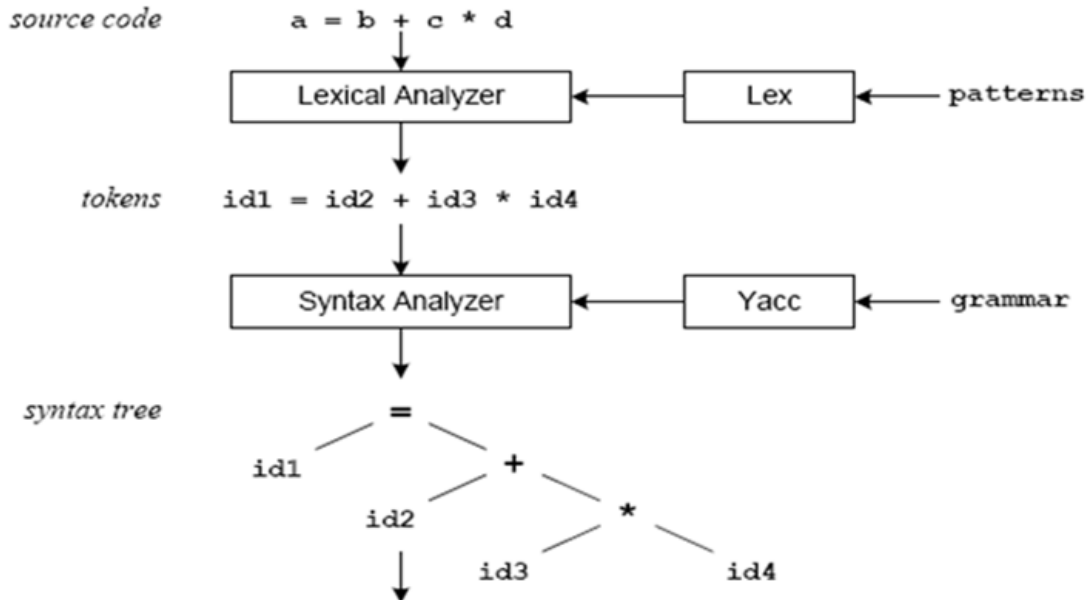 source code a = b + c * d
Lexical Analyzer Lex patterns
tokens id1 = id2 + id3 * id4
Syntax Analyzer Yacc grammar
syntax tree =
id1 +
id2 *
id3 id4